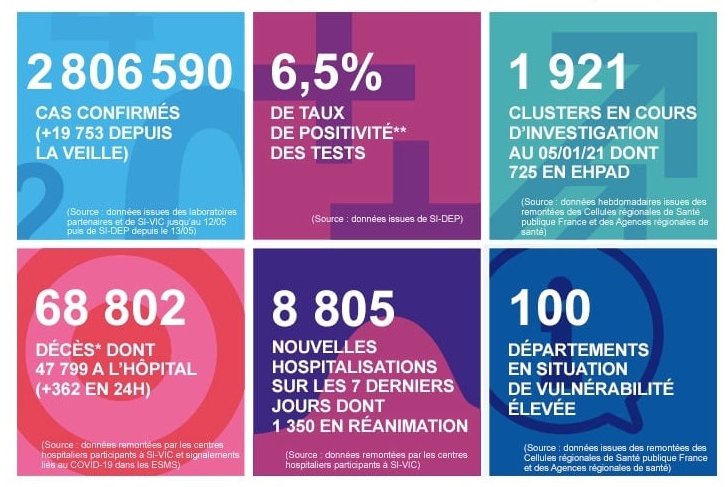 2 806 590
CAS CONFIRMÉS
(+19 753 DEPUIS
LA VEILLE)
(Source : données issues des laboratoires
partenaires et de SI-VIC jusqu'au 12/05
puis de SI-DEP depuis le 13/05)
6,5%
DE TAUX
DE POSITIVITÉ**
DES TESTS
(Source : données issues de SI-DEP)
1 921
CLUSTERS EN COURS
D'INVESTIGATION
AU 05/01/21 DONT
725 EN EHPAD
(Source : données hebdomadaires issues des
remontées des Cellules régionales de Santé
publique France et des Agences régionales de
santé)
68 802
DÉCÈS* DONT
47 799 A L'HÔPITAL
(+362 EN 24H)
(Source : données remontées par les centres
hospitaliers participants à SI-VIC et signalements
liés au COVID-19 dans les ESMS)
8 805
NOUVELLES
HOSPITALISATIONS
SUR LES 7 DERNIERS
JOURS DONT
1 350 EN RÉANIMATION
(Source : données remontées par les centres
hospitaliers participants à SI-VIC)
100
DÉPARTEMENTS
EN SITUATION
DE VULNÉRABILITÉ
ÉLEVÉE
(Source : données issues des remontées des
Cellules régionales de Santé publique France
et des Agences régionales de santé)